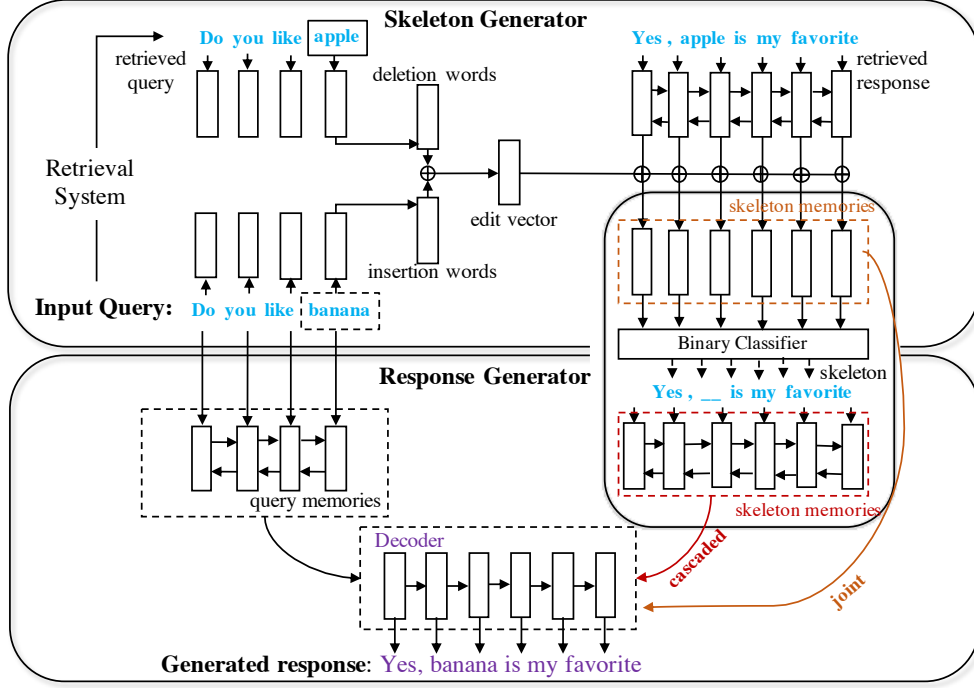 Skeleton Generator
Do you like apple
retrieved
query
deletion words
Yes , apple is my favorite
retrieved
response
Retrieval
System
edit vector
insertion words
skeleton memories
Input Query: Do you like banana
Binary Classifier
Response Generator
skeleton
Yes , __ is my favorite
query memories
skeleton memories
Decoder
cascaded
joint
Generated response: Yes, banana is my favorite